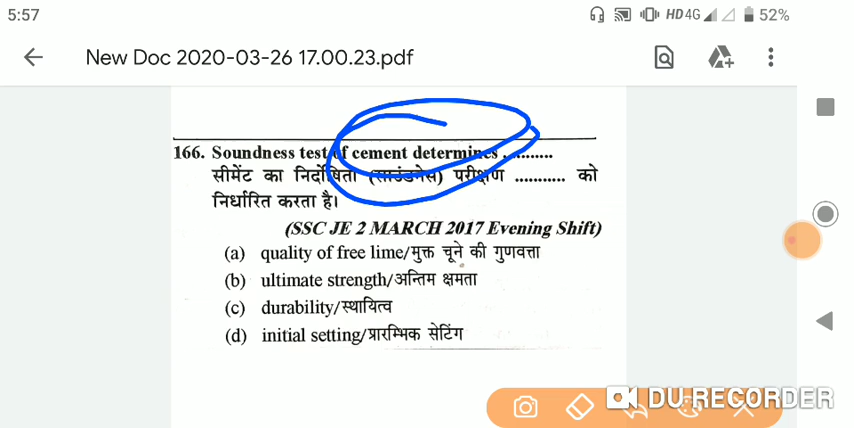 5:57
HD 4G
52%
New Doc 2020-03-26 17.00.23.pdf
166. Soundness test of cement determines ..........
सीमेंट का निर्दोषिता (साउंडनेस) परीक्षण ........... को
निर्धारित करता है।
(SSC JE 2 MARCH 2017 Evening Shift)
(a) quality of free lime/मुक्त चूने की गुणवत्ता
(b) ultimate strength/अन्तिम क्षमता
(c) durability/स्थायित्व
(d) initial setting/प्रारम्भिक सेटिंग
DU RECORDER